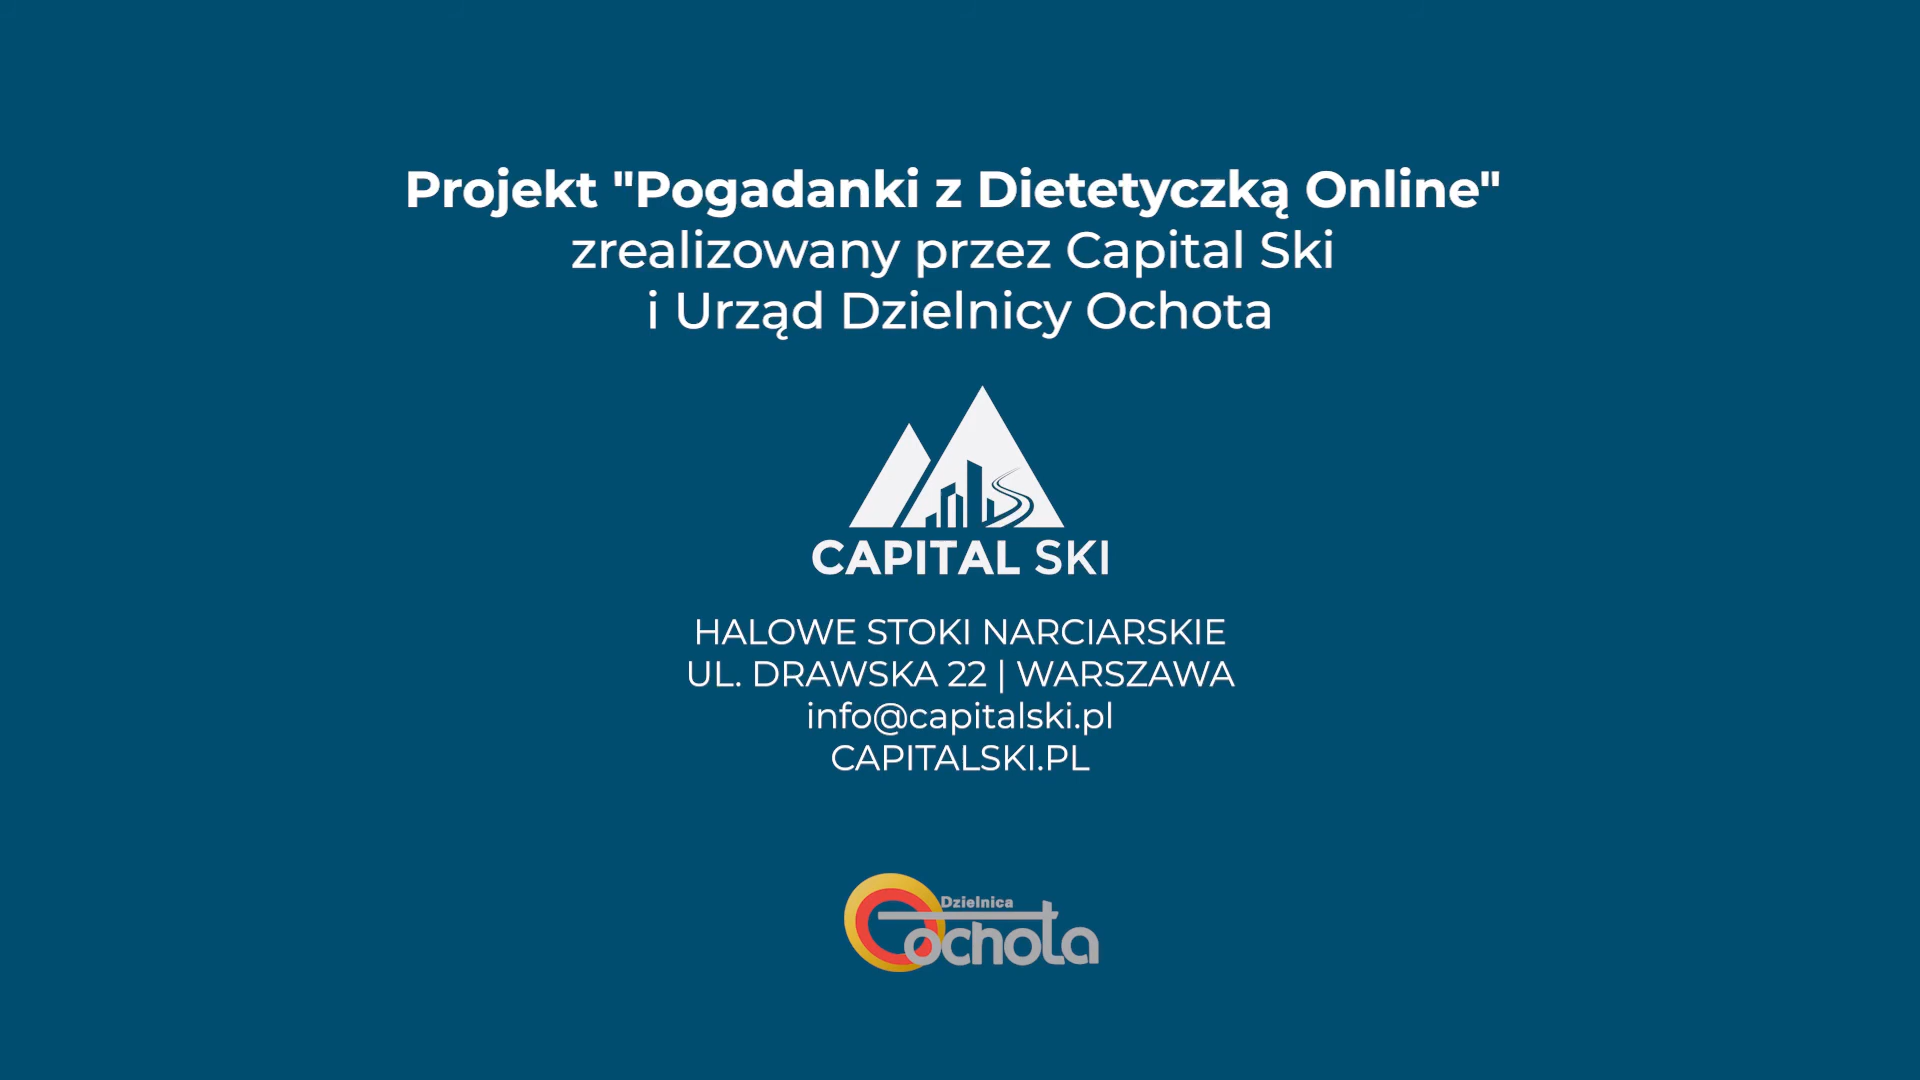 Projekt "Pogadanki z Dietetyczką Online"
zrealizowany przez Capital Ski
i Urząd Dzielnicy Ochota
CAPITAL SKI
HALOWE STOKI NARCIARSKIE
UL. DRAWSKA 22 | WARSZAWA
info@capitalski.pl
CAPITALSKI.PL
Dzielnica
ochota